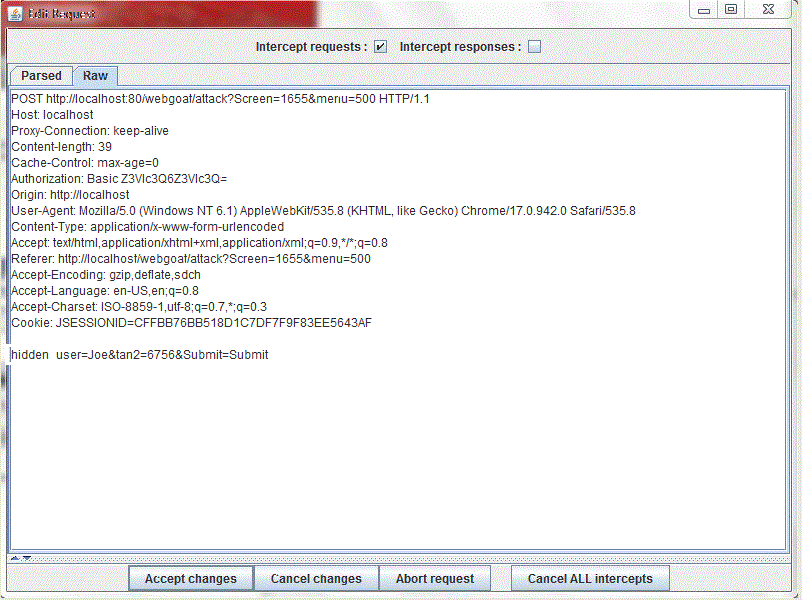 Edit Request
Intercept requests : Intercept responses :
Parsed Raw
POST http://localhost:80/webgoat/attack?Screen=1655&menu=500 HTTP/1.1
Host: localhost
Proxy-Connection: keep-alive
Content-length: 39
Cache-Control: max-age=0
Authorization: Basic Z3Vlc3Q6Z3Vlc3Q=
Origin: http://localhost
User-Agent: Mozilla/5.0 (Windows NT 6.1) AppleWebKit/535.8 (KHTML, like Gecko) Chrome/17.0.942.0 Safari/535.8
Content-Type: application/x-www-form-urlencoded
Accept: text/html,application/xhtml+xml,application/xml;q=0.9,*/*;q=0.8
Referer: http://localhost/webgoat/attack?Screen=1655&menu=500
Accept-Encoding: gzip,deflate,sdch
Accept-Language: en-US,en;q=0.8
Accept-Charset: ISO-8859-1,utf-8;q=0.7,*;q=0.3
Cookie: JSESSIONID=CFFBB76BB518D1C7DF7F9F83EE5643AF
hidden_user=Joe&tan2=6756&Submit=Submit
Accept changes Cancel changes Abort request Cancel ALL intercepts